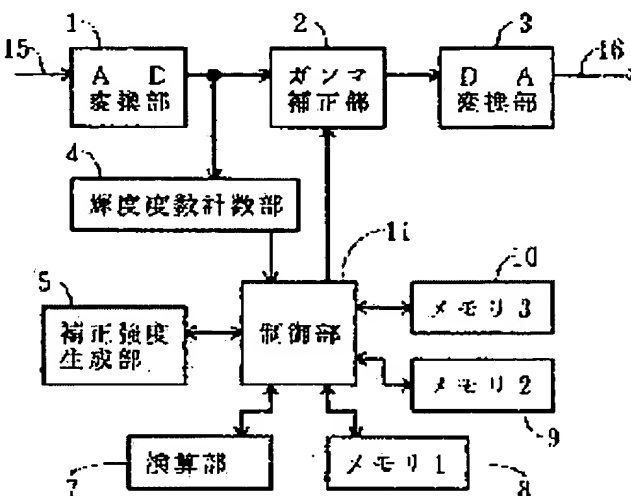 1
2
3
15
A D
変換部
ガンマ
補正部
D A
変換部
16
4
輝度度数計数部
11
10
5
補正強度
生成部
制御部
メモリ3
メモリ2
9
演算部
メモリ1
7
8